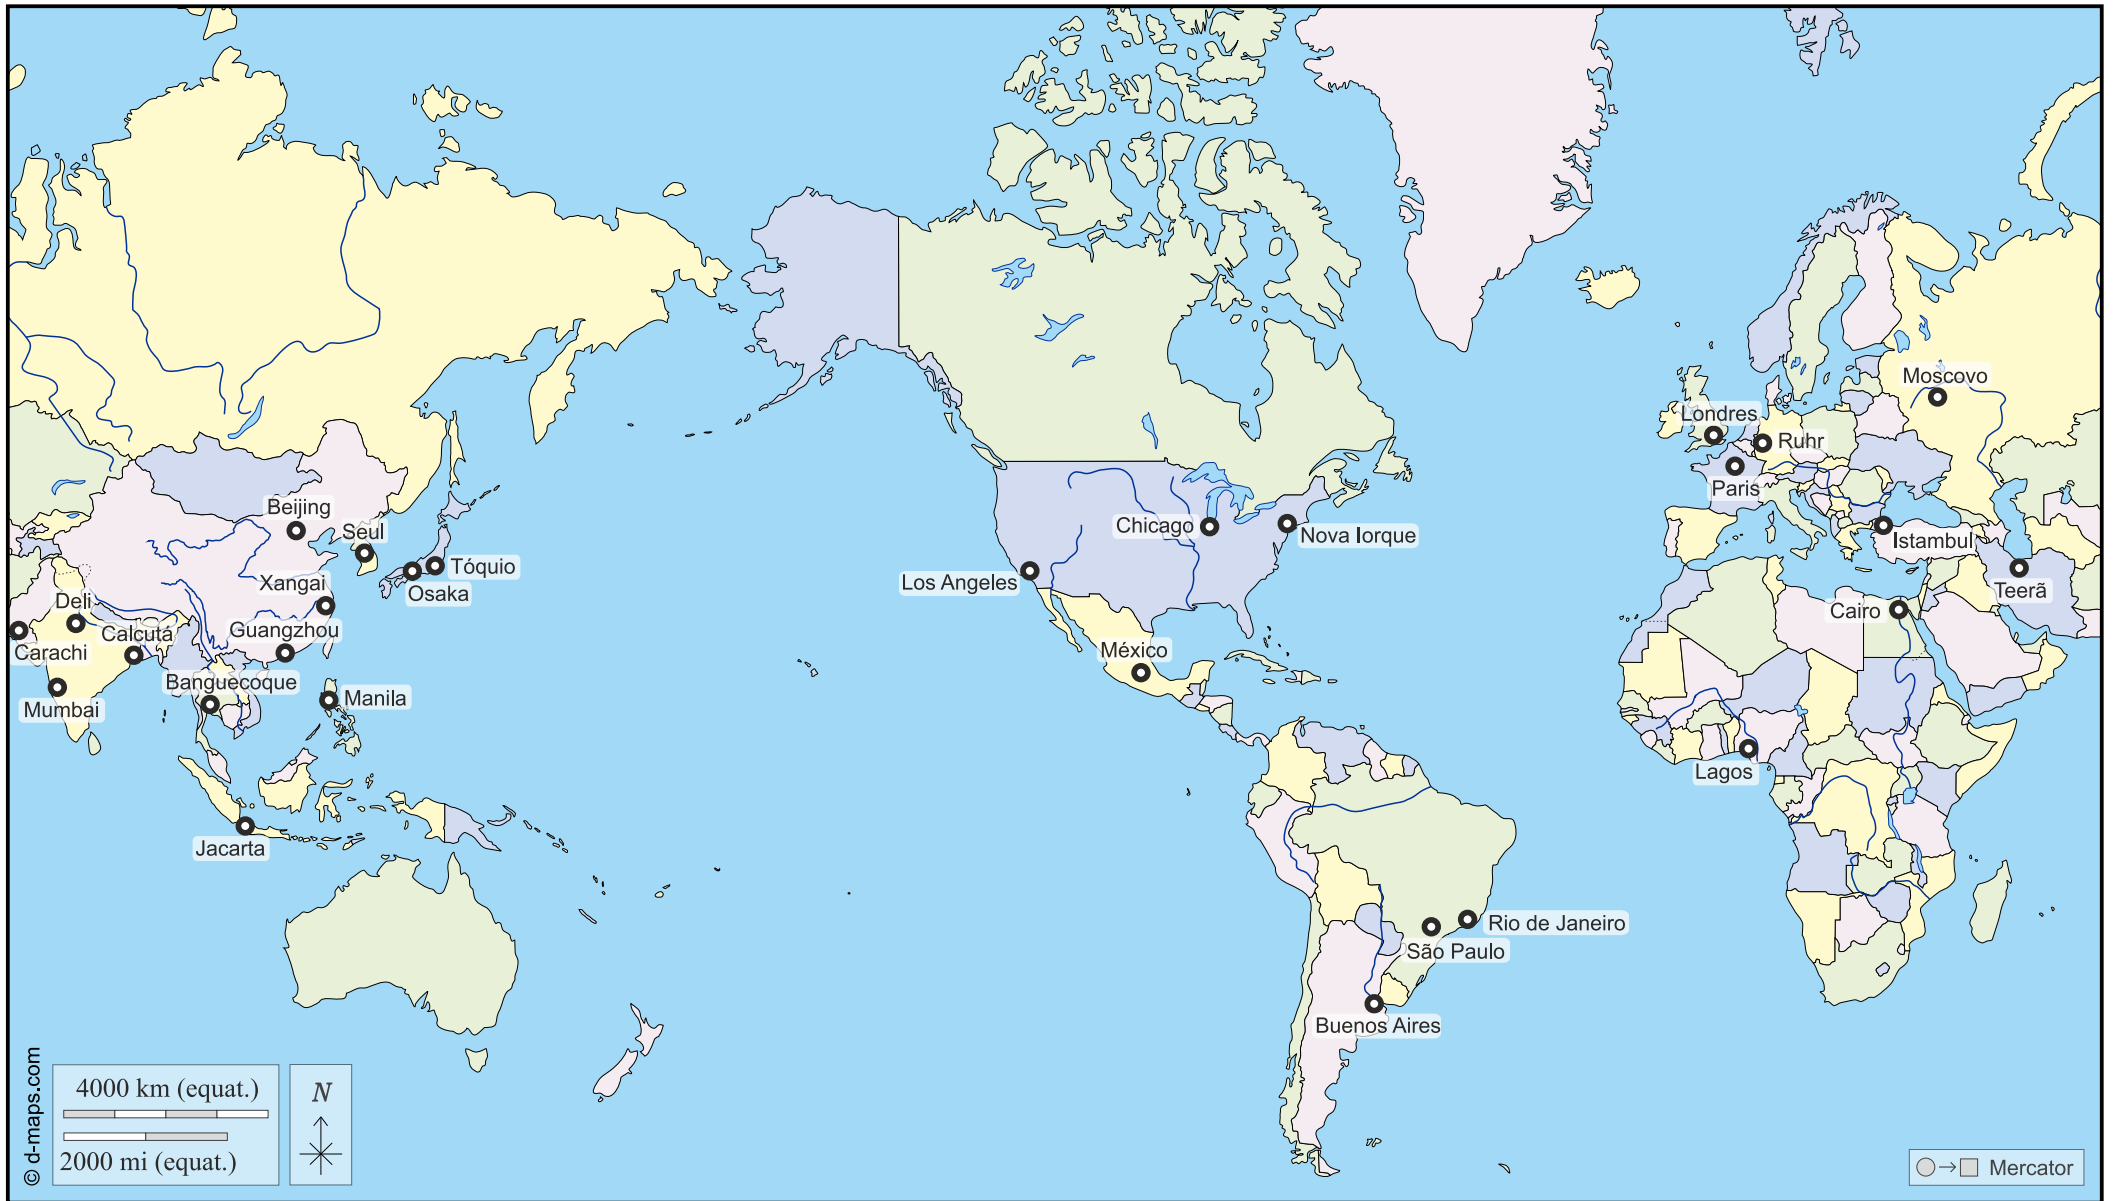 Moscovo
Londres
Ruhr
Paris
Beijing
Seul
Chicago
Nova Iorque
Istambul
Tóquio
Osaka
Xangai
Los Angeles
Teerã
Deli
Cairo
Calcutá
Guangzhou
Carachi
México
Banguecoque
Manila
Mumbai
Lagos
Jacarta
Rio de Janeiro
São Paulo
Buenos Aires
© d-maps.com
4000 km (equat.)
2000 mi (equat.)
N
Mercator